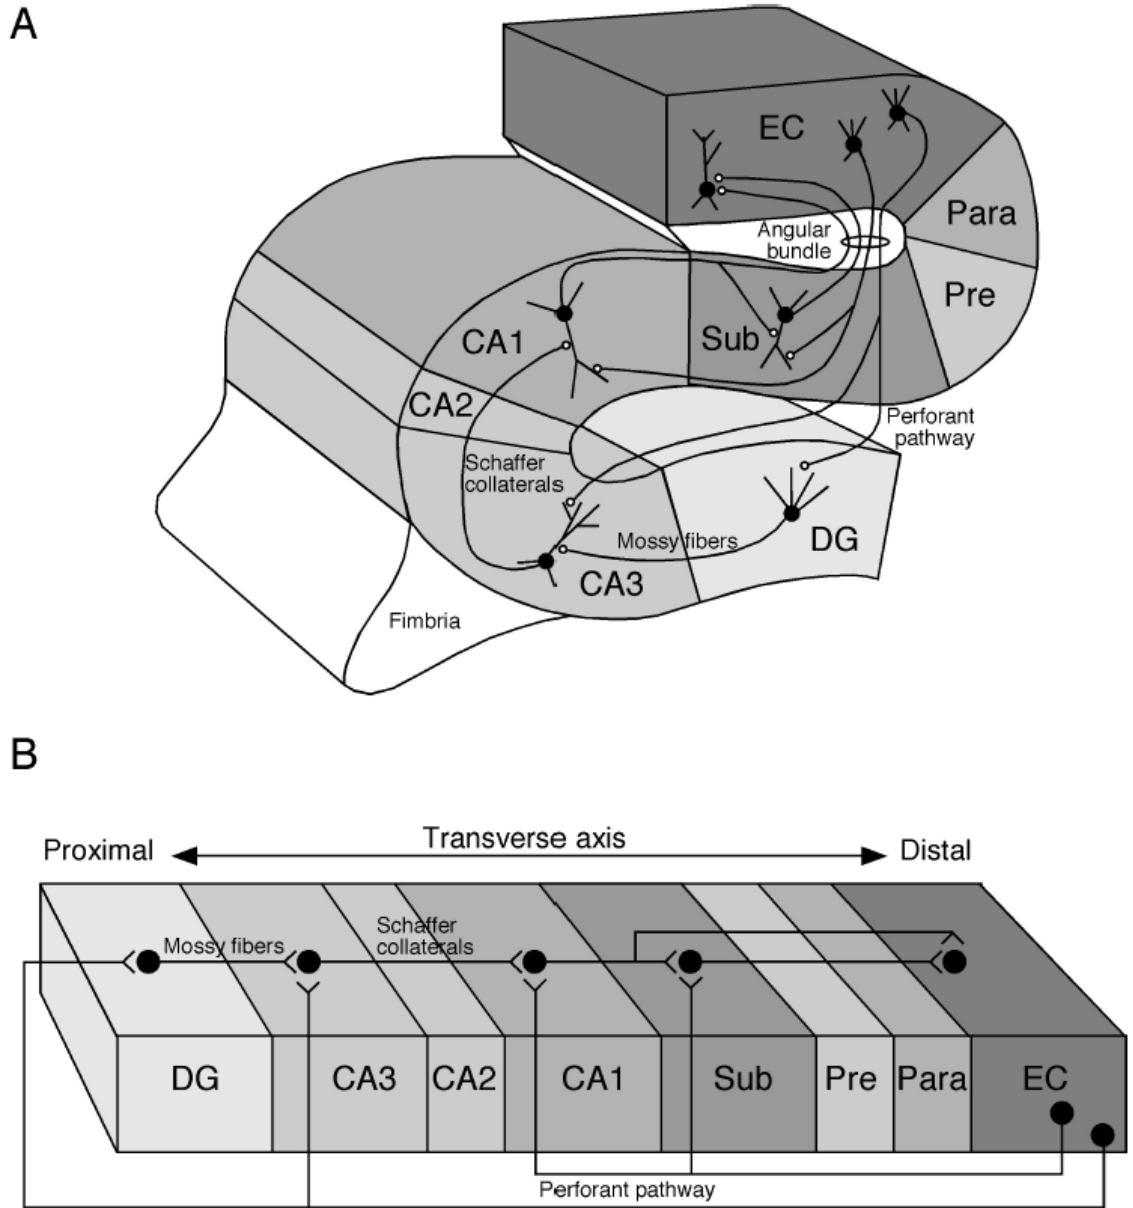 A
EC
Para
Angular
bundle
Pre
CA1
Sub
CA2
Perforant
pathway
Schaffer
collaterals
Mossy fibers
DG
CA3
Fimbria
B
Proximal
Transverse axis
Distal
Schaffer
collaterals
Mossy fibers
DG
CA3
CA2
CA1
Sub
Pre
Para
EC
Perforant pathway